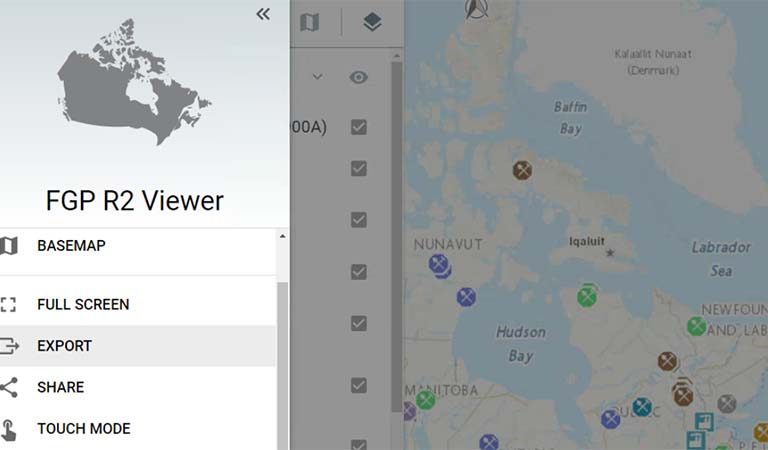 FGP R2 Viewer
BASEMAP
FULL SCREEN
EXPORT
SHARE
TOUCH MODE
00A)
Kalaallit Nunaat
(Denmark)
Baffin
Bay
NUNAVUT
Iqaluit
Labrador
Sea
Hudson
Bay
NEWFOUN
AND LAB
MANITOBA
QUEBEC